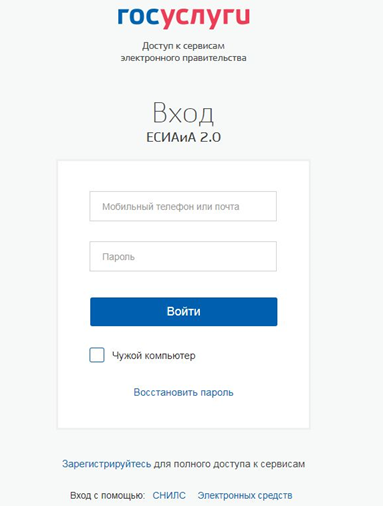 госуслуги
Доступ к сервисам
электронного правительства
Вход
ЕСИАиА 2.0
Мобильный телефон или почта
Пароль
Войти
Чужой компьютер
Восстановить пароль
Зарегистрируйтесь для полного доступа к сервисам
Вход с помощью: СНИЛС Электронных средств